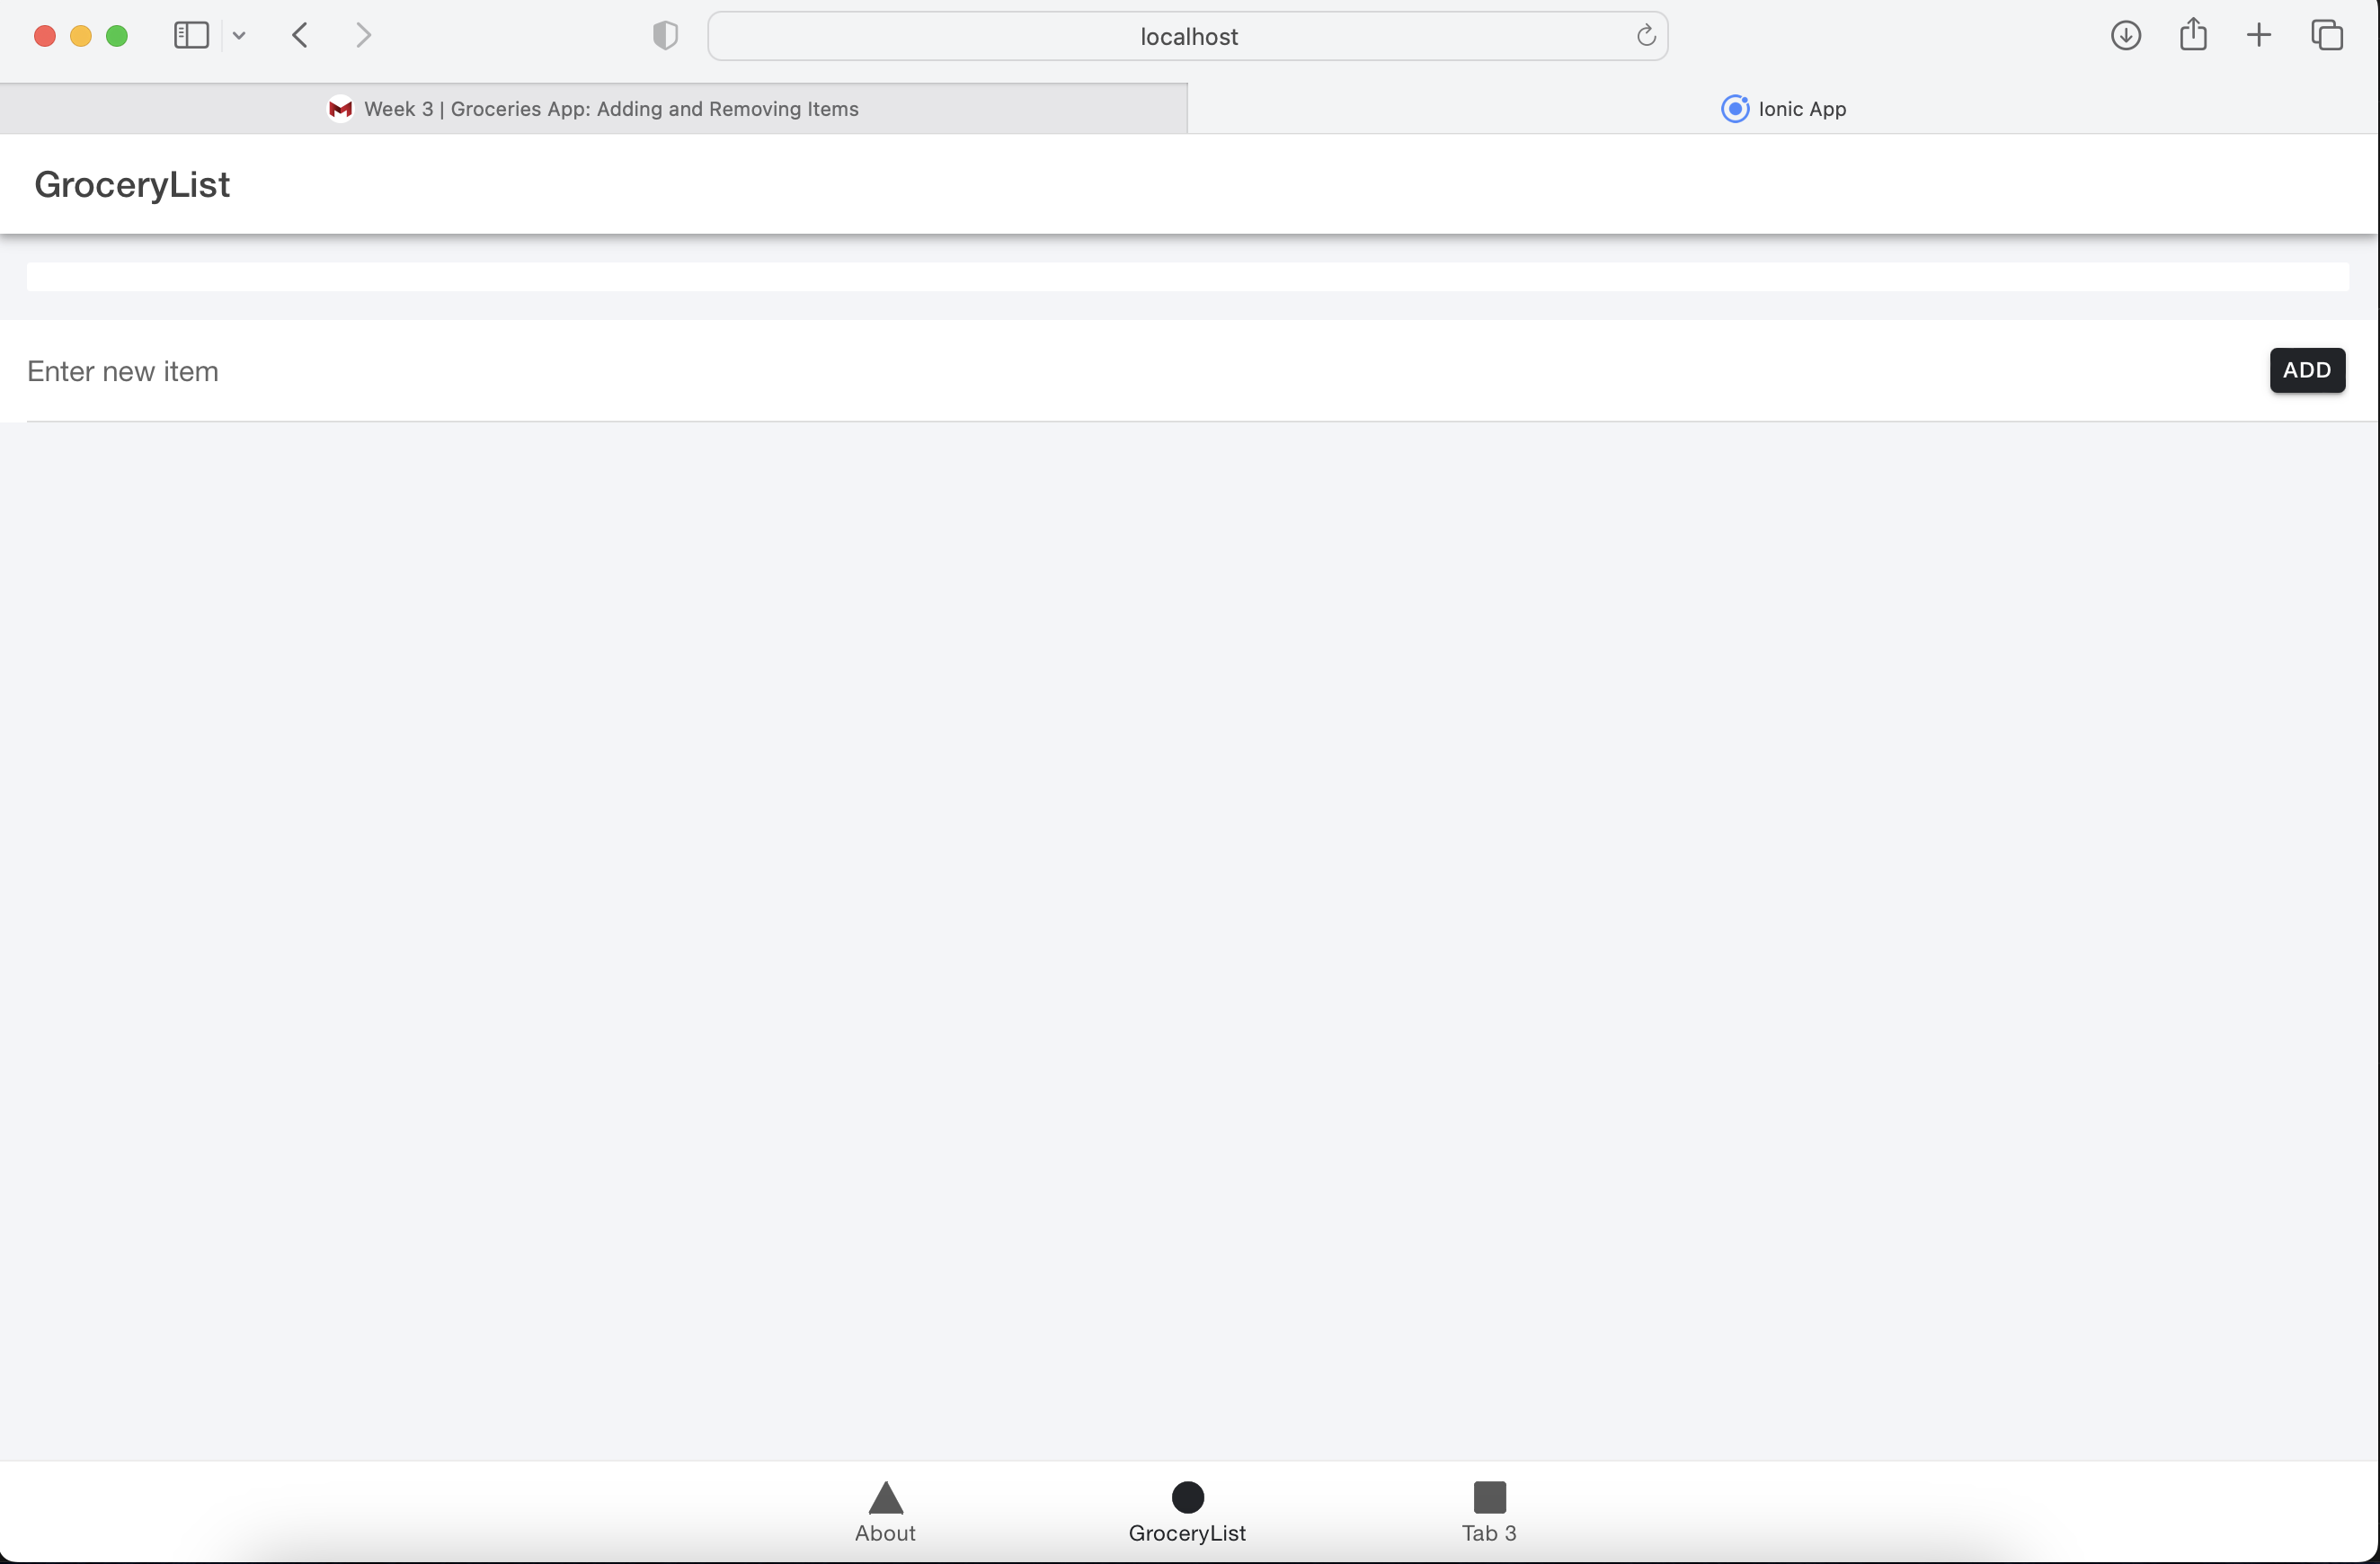 localhost
Week 3 | Groceries App: Adding and Removing Items
Ionic App
GroceryList
Enter new item
ADD
About
GroceryList
Tab 3